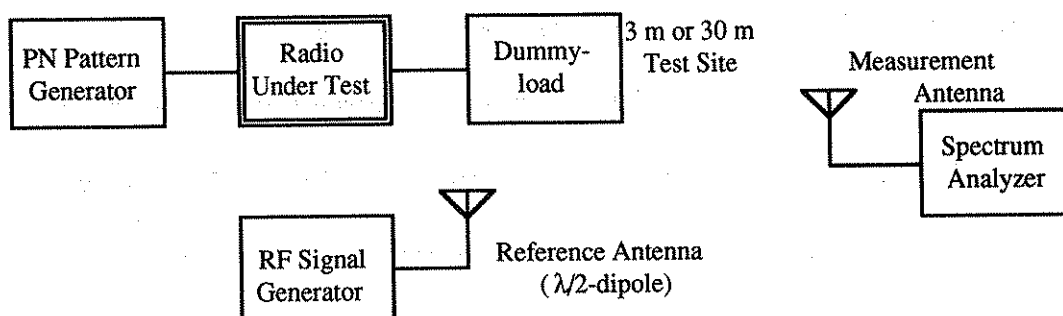 PN Pattern
Generator
Radio
Under Test
Dummy-
load
3 m or 30 m
Test Site
Measurement
Antenna
Spectrum
Analyzer
RF Signal
Generator
Reference Antenna
(λ/2-dipole)